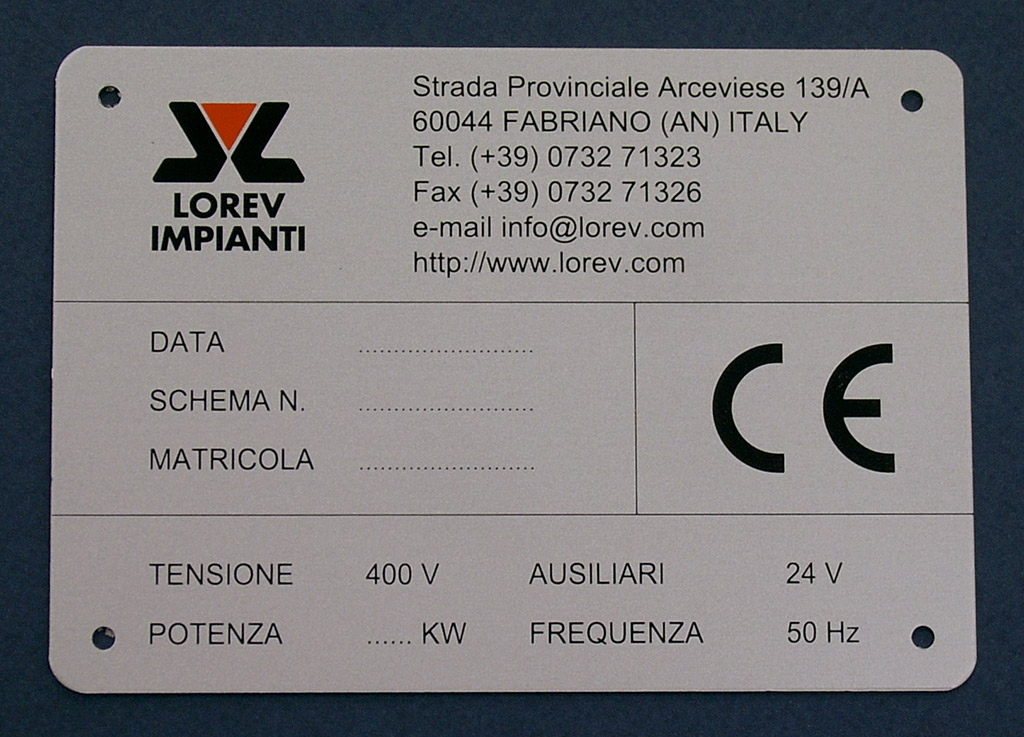 LOREV
IMPIANTI
Strada Provinciale Arceviese 139/A
60044 FABRIANO (AN) ITALY
Tel. (+39) 0732 71323
Fax (+39) 0732 71326
e-mail info@lorev.com
http://www.lorev.com
DATA ..........................
SCHEMA N. ..........................
MATRICOLA ..........................
CE
TENSIONE 400 V AUSILIARI 24 V
POTENZA ...... KW FREQUENZA 50 Hz